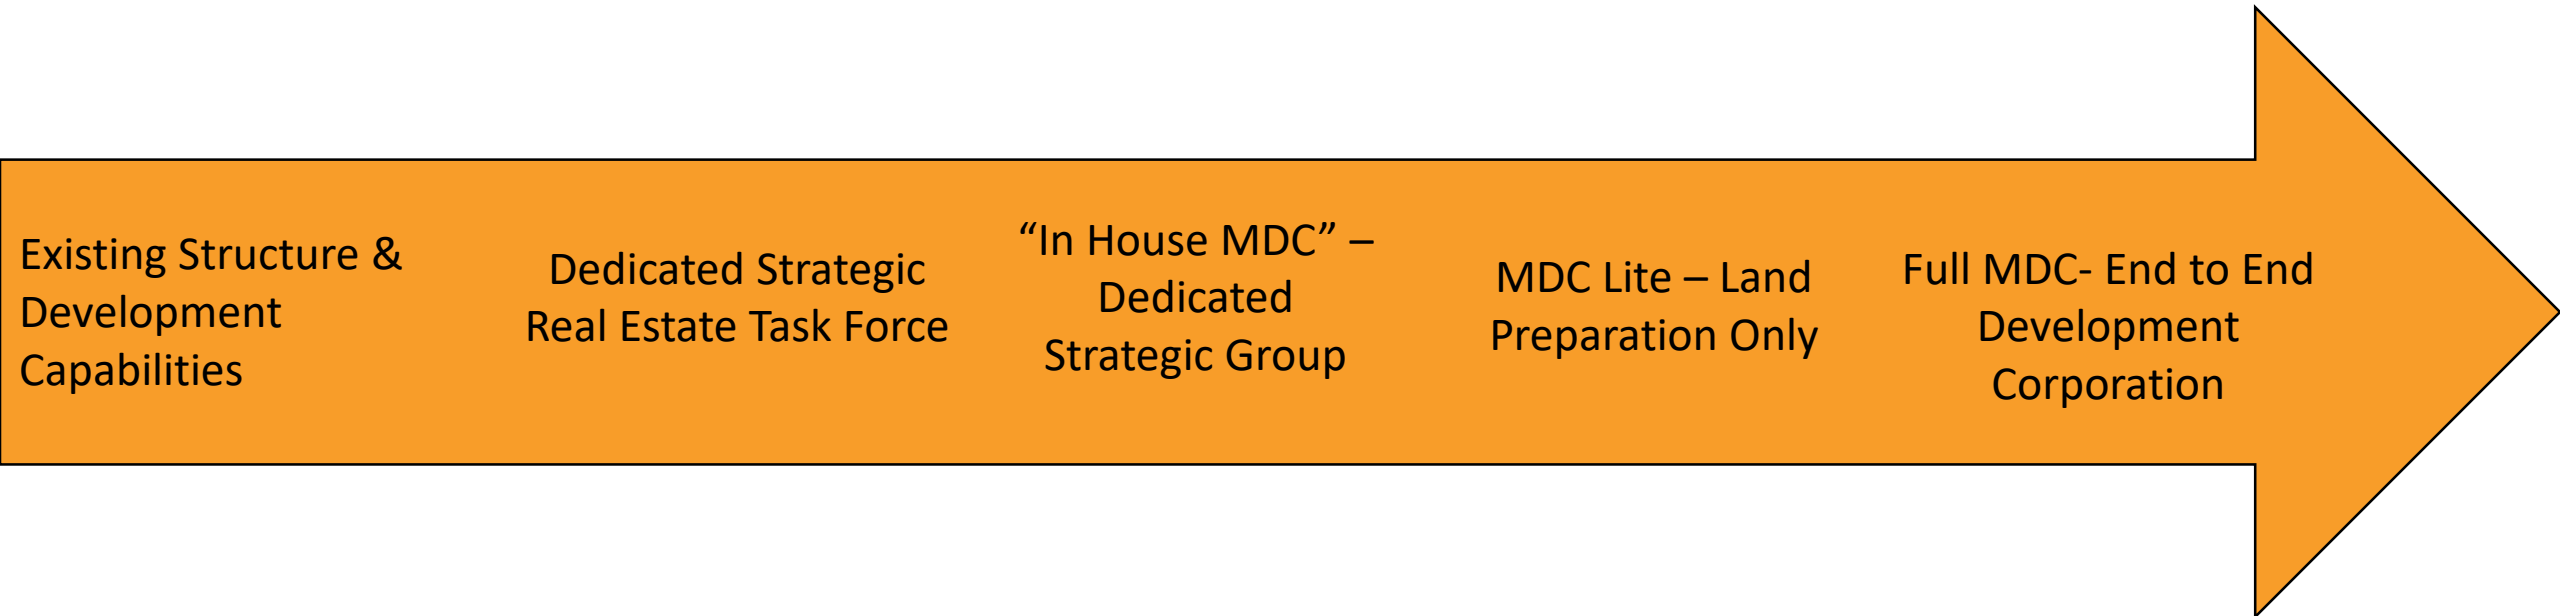 Existing Structure &
Development
Capabilities
Dedicated Strategic
Real Estate Task Force
“In House MDC” –
Dedicated
Strategic Group
MDC Lite – Land
Preparation Only
Full MDC- End to End
Development
Corporation